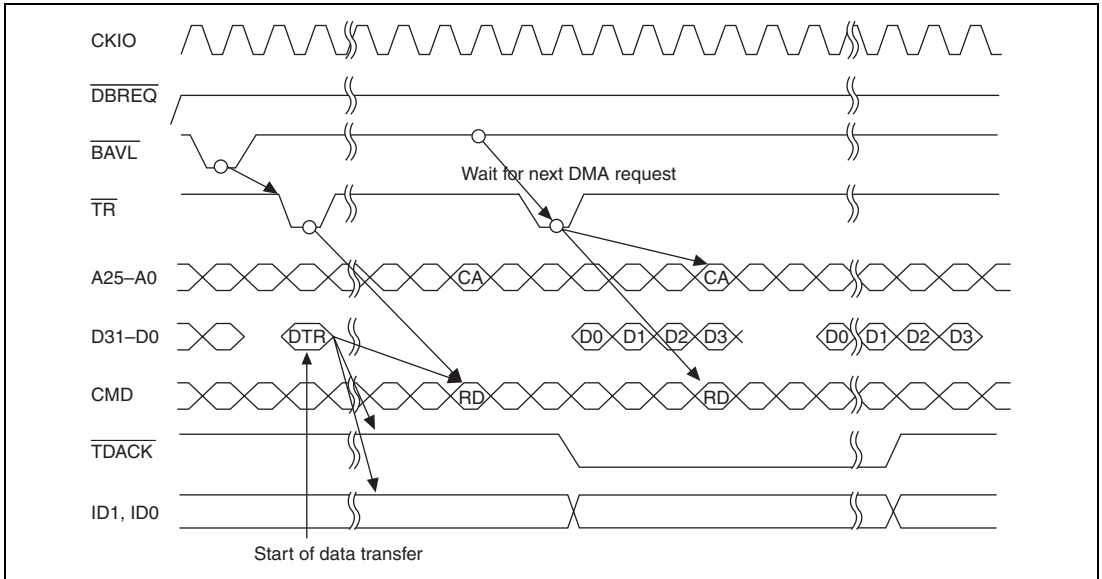 CKIO
DBREQ
BAVL
Wait for next DMA request
TR
A25–A0 CA CA
D31–D0 DTR D0 D1 D2 D3 D0 D1 D2 D3
CMD RD RD
TDACK
ID1, ID0
Start of data transfer